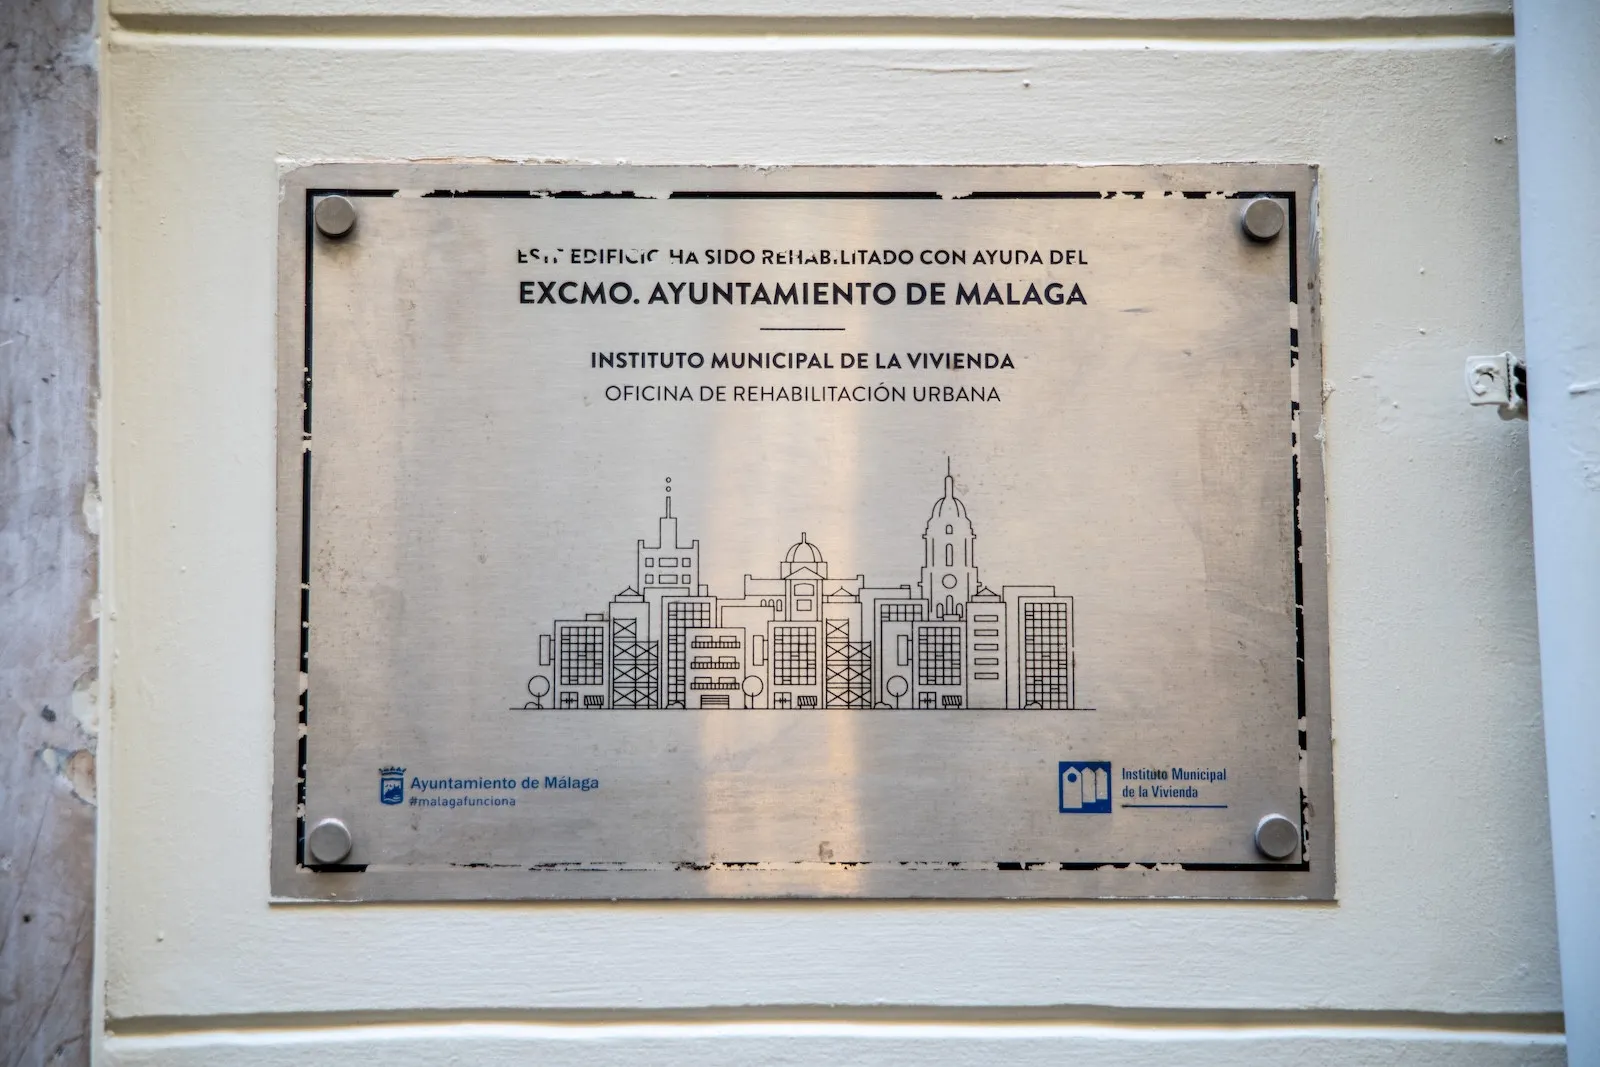 ESTE EDIFICIO HA SIDO REHABILITADO CON AYUDA DEL
EXCMO. AYUNTAMIENTO DE MALAGA
INSTITUTO MUNICIPAL DE LA VIVIENDA
OFICINA DE REHABILITACIÓN URBANA
Ayuntamiento de Málaga
#malagafunciona
Instituto Municipal
de la Vivienda